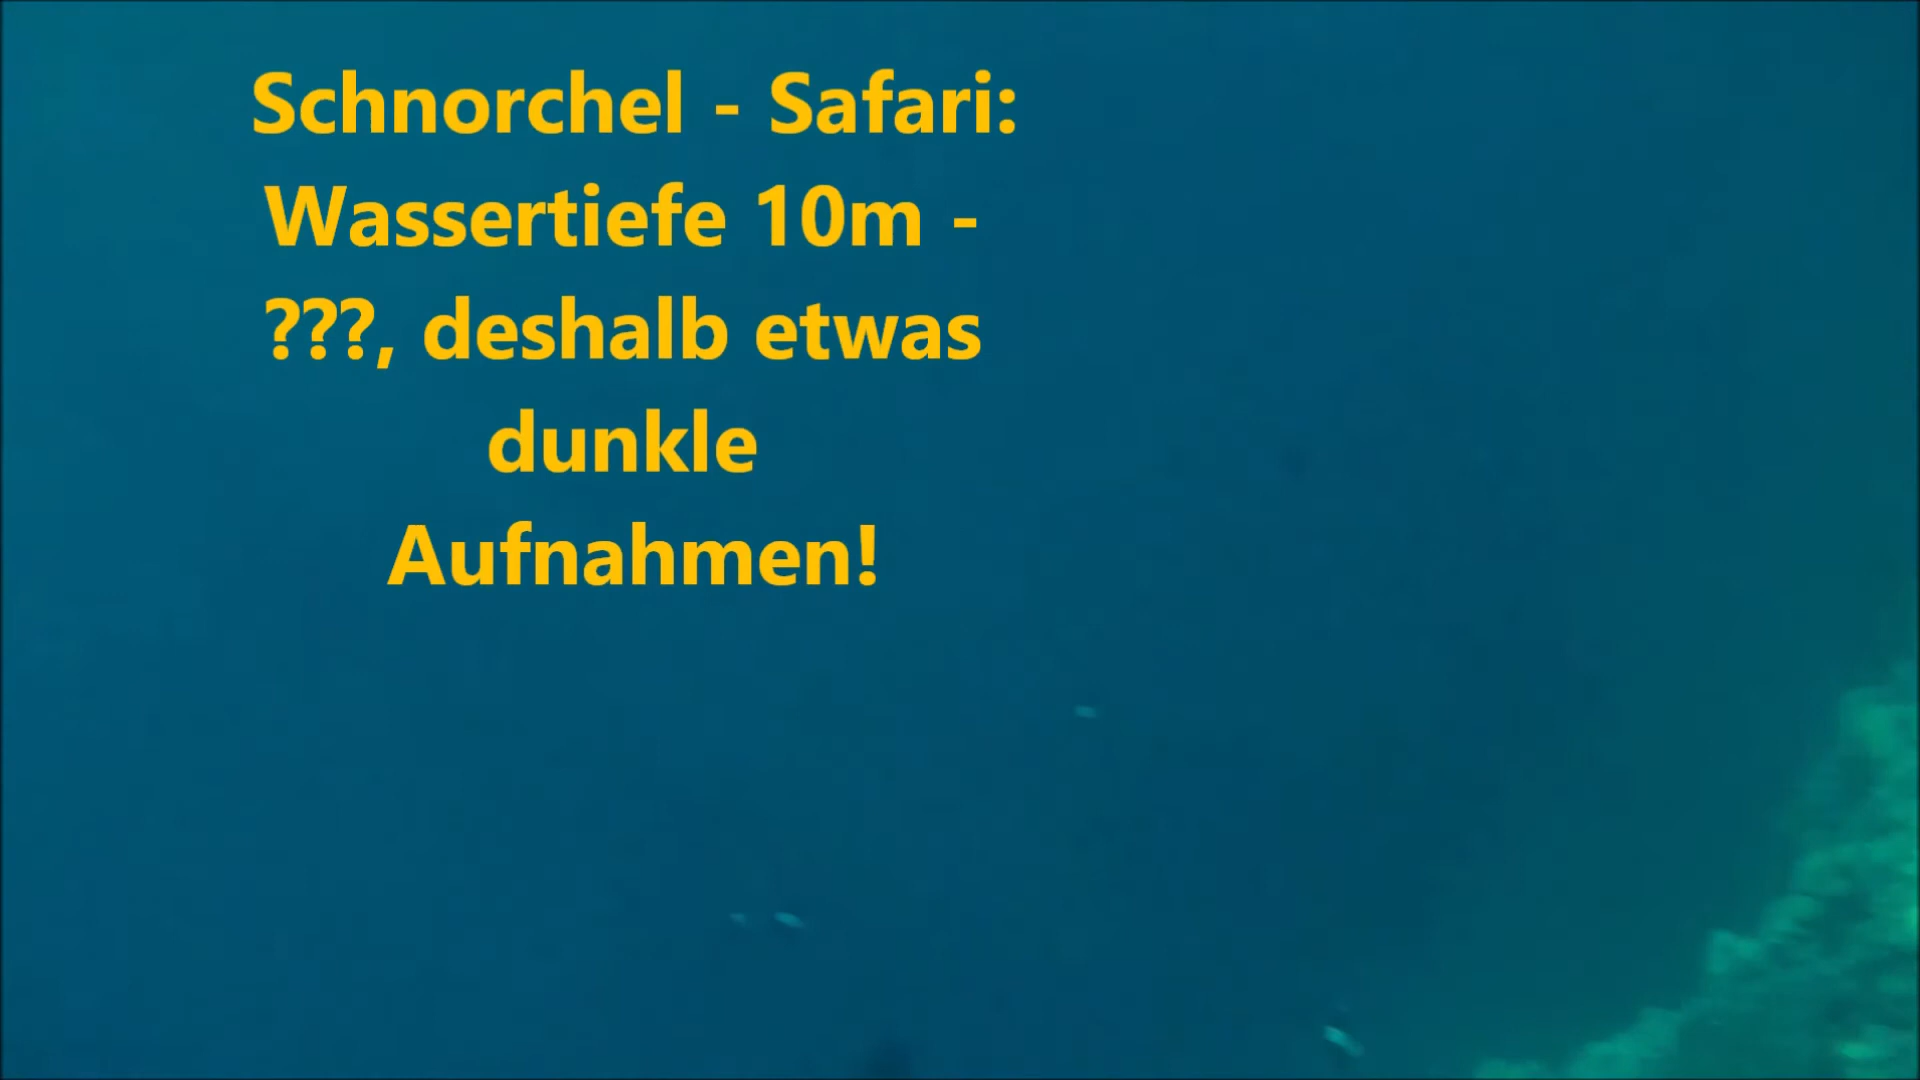 Schnorchel - Safari:
Wassertiefe 10m -
???, deshalb etwas
dunkle
Aufnahmen!